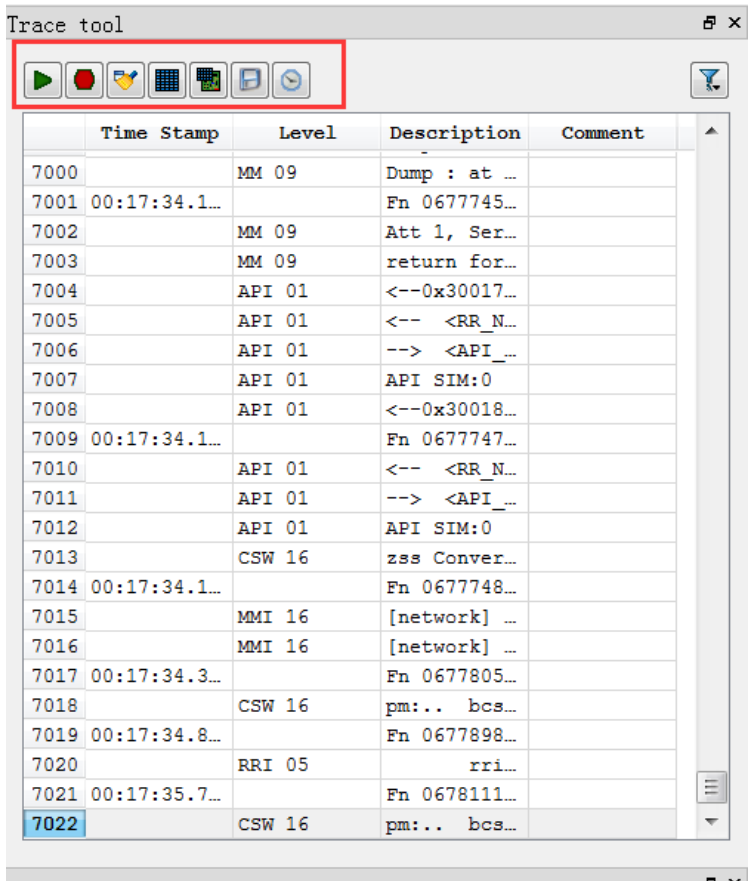 Trace tool
Time Stamp Level Description Comment
7000 MM 09 Dump : at …
7001 00:17:34.1… Fn 0677745…
7002 MM 09 Att 1, Ser…
7003 MM 09 return for…
7004 API 01 <--0x30017…
7005 API 01 <-- <RR_N…
7006 API 01 --> <API_…
7007 API 01 API SIM:0
7008 API 01 <--0x30018…
7009 00:17:34.1… Fn 0677747…
7010 API 01 <-- <RR_N…
7011 API 01 --> <API_…
7012 API 01 API SIM:0
7013 CSW 16 zss Conver…
7014 00:17:34.1… Fn 0677748…
7015 MMI 16 [network] …
7016 MMI 16 [network] …
7017 00:17:34.3… Fn 0677805…
7018 CSW 16 pm:.. bcs…
7019 00:17:34.8… Fn 0677898…
7020 RRI 05 rri…
7021 00:17:35.7… Fn 0678111…
7022 CSW 16 pm:.. bcs…